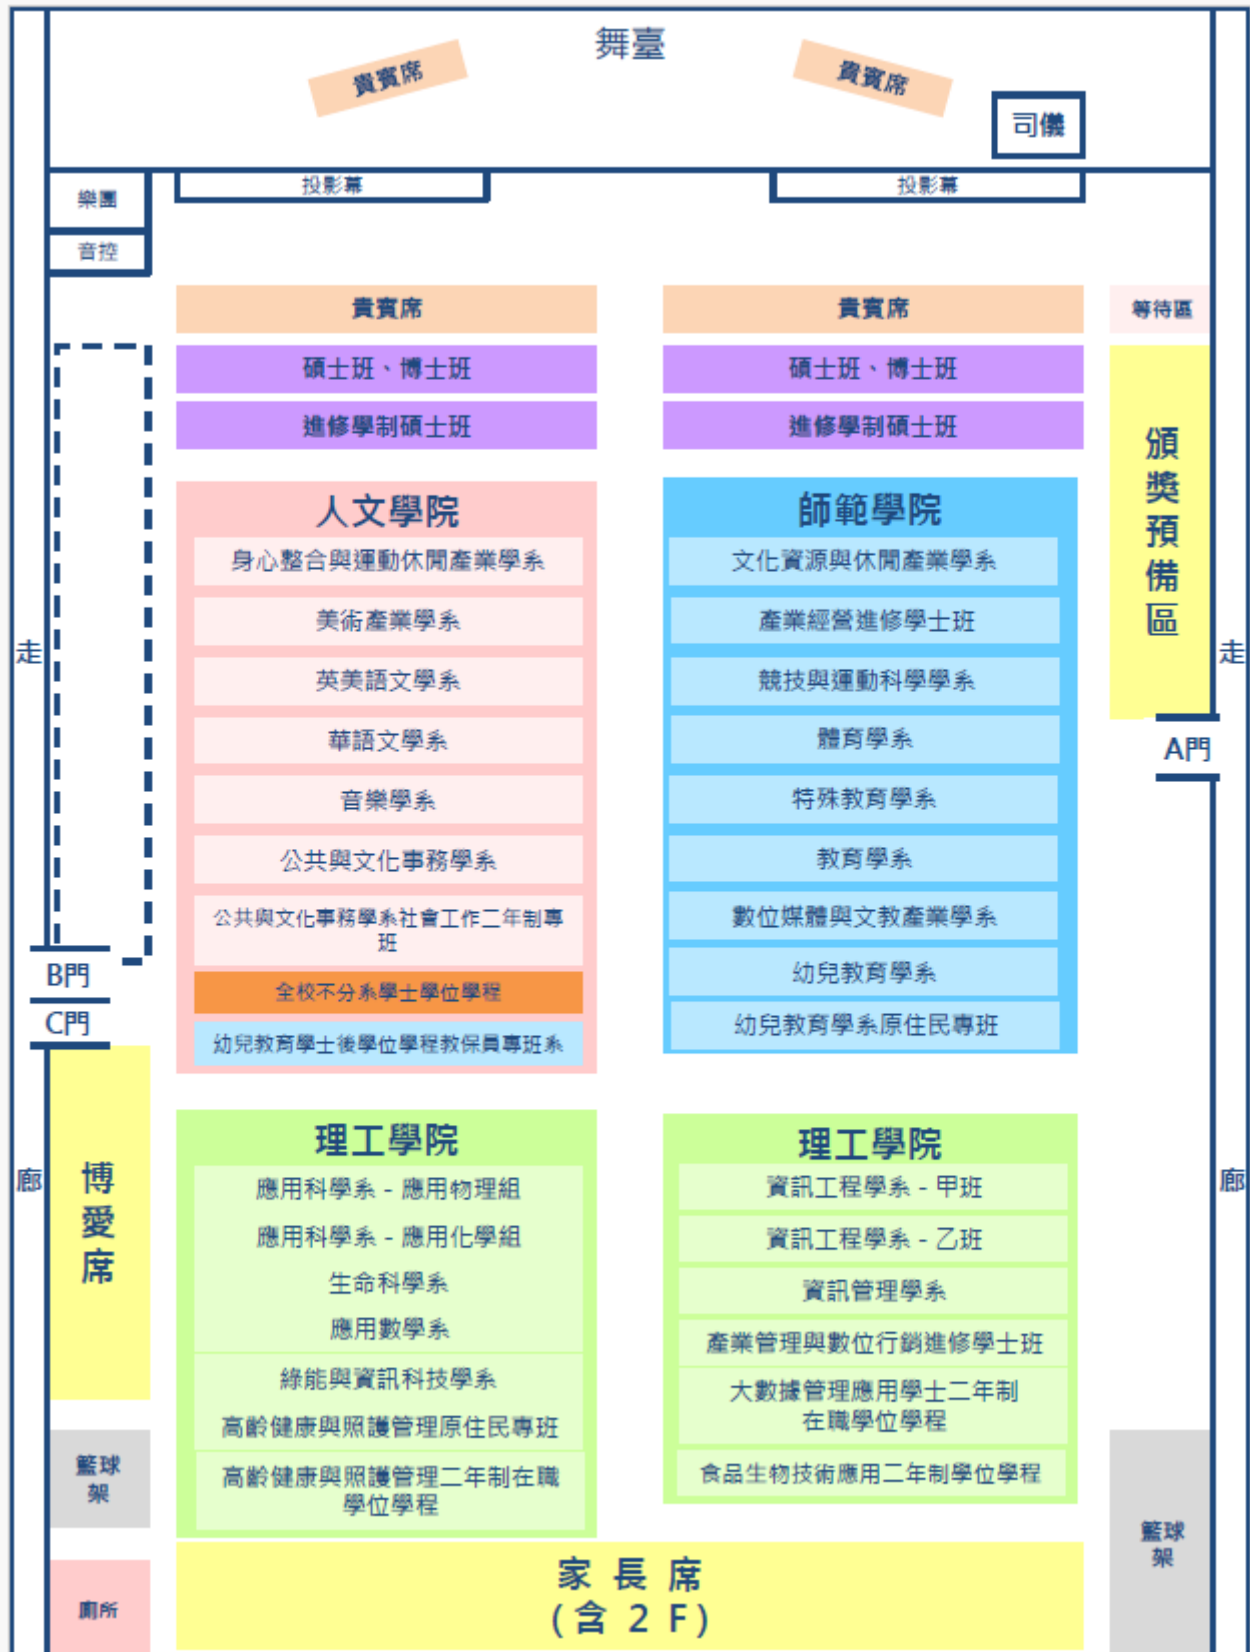 舞臺
貴賓席
貴賓席
司儀
樂團
投影幕
投影幕
音控
貴賓席
貴賓席
等待區
碩士班、博士班
碩士班、博士班
進修學制碩士班
進修學制碩士班
頒獎預備區
人文學院
身心整合與運動休閒產業學系
美術產業學系
英美語文學系
華語文學系
音樂學系
公共與文化事務學系
公共與文化事務學系社會工作二年制專
班
全校不分系學士學位學程
幼兒教育學士後學位學程教保員專班系
師範學院
文化資源與休閒產業學系
產業經營進修學士班
競技與運動科學學系
體育學系
特殊教育學系
教育學系
數位媒體與文教產業學系
幼兒教育學系
幼兒教育學系原住民專班
走
廊
走
廊
A門
B門
C門
博愛席
理工學院
應用科學系 - 應用物理組
應用科學系 - 應用化學組
生命科學系
應用數學系
綠能與資訊科技學系
高齡健康與照護管理原住民專班
高齡健康與照護管理二年制在職
學位學程
理工學院
資訊工程學系 - 甲班
資訊工程學系 - 乙班
資訊管理學系
產業管理與數位行銷進修學士班
大數據管理應用學士二年制
在職學位學程
食品生物技術應用二年制學位學程
籃球
架
籃球
架
廁所
家 長 席
(含 2 F)